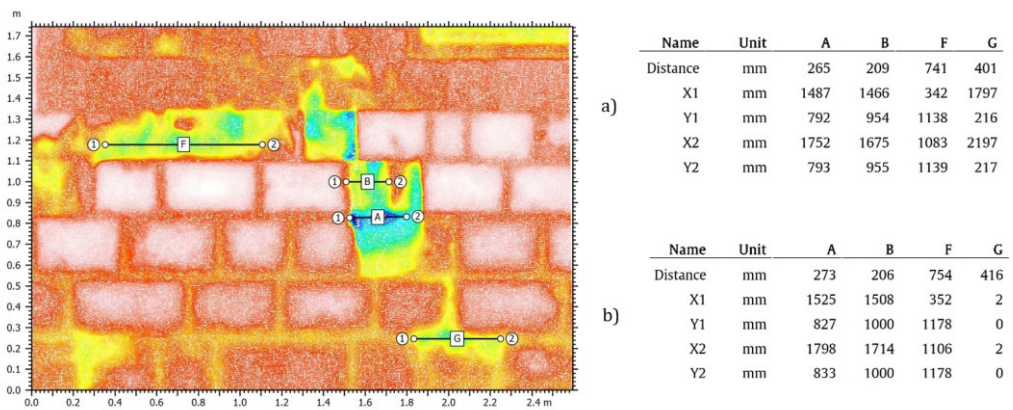 m
1.7
1.6
1.5
1.4
1.3
1.2
1.1
1.0
0.9
0.8
0.7
0.6
0.5
0.4
0.3
0.2
0.1
0.0
0.0 0.2 0.4 0.6 0.8 1.0 1.2 1.4 1.6 1.8 2.0 2.2 2.4 m
1 F 2
1 B 2
1 A 2
1 G 2
a)
Name Unit A B F G
Distance mm 265 209 741 401
X1 mm 1487 1466 342 1797
Y1 mm 792 954 1138 216
X2 mm 1752 1675 1083 2197
Y2 mm 793 955 1139 217
b)
Name Unit A B F G
Distance mm 273 206 754 416
X1 mm 1525 1508 352 2
Y1 mm 827 1000 1178 0
X2 mm 1798 1714 1106 2
Y2 mm 833 1000 1178 0